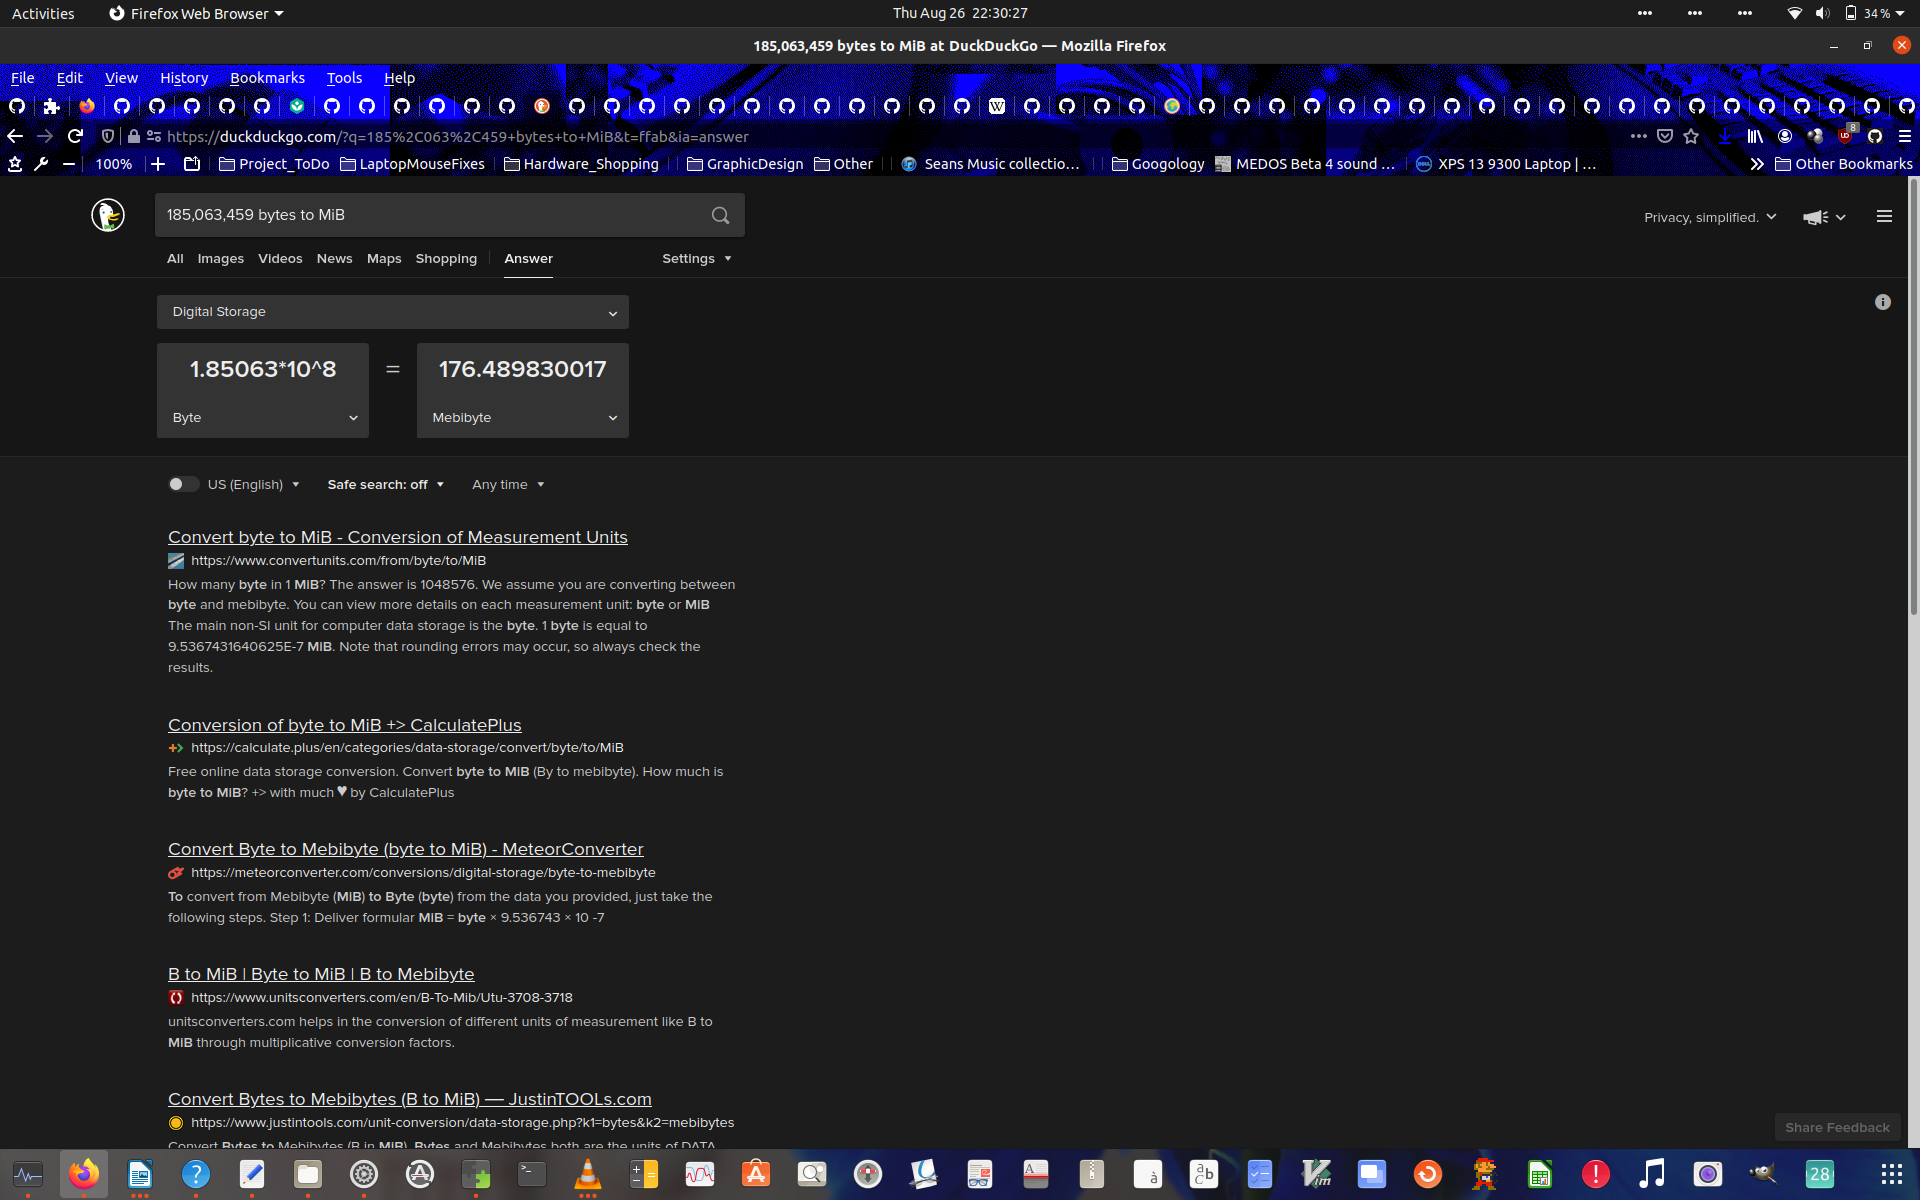 Activities
Firefox Web Browser
Thu Aug 26 22:30:27
34 %
185,063,459 bytes to MiB at DuckDuckGo — Mozilla Firefox
File Edit View History Bookmarks Tools Help
https://duckduckgo.com/?q=185%2C063%2C459+bytes+to+MiB&t=ffab&ia=answer
8
100%
Project_ToDo
LaptopMouseFixes
Hardware_Shopping
GraphicDesign
Other
Seans Music collectio…
Googology
MEDOS Beta 4 sound …
XPS 13 9300 Laptop | …
Other Bookmarks
185,063,459 bytes to MiB
Privacy, simplified.
All Images Videos News Maps Shopping Answer Settings
Digital Storage
1.85063*10^8 = 176.489830017
Byte Mebibyte
US (English) Safe search: off Any time
Convert byte to MiB - Conversion of Measurement Units
https://www.convertunits.com/from/byte/to/MiB
How many byte in 1 MiB? The answer is 1048576. We assume you are converting between
byte and mebibyte. You can view more details on each measurement unit: byte or MiB
The main non-SI unit for computer data storage is the byte. 1 byte is equal to
9.5367431640625E-7 MiB. Note that rounding errors may occur, so always check the
results.
Conversion of byte to MiB +> CalculatePlus
https://calculate.plus/en/categories/data-storage/convert/byte/to/MiB
Free online data storage conversion. Convert byte to MiB (By to mebibyte). How much is
byte to MiB? +> with much ♥ by CalculatePlus
Convert Byte to Mebibyte (byte to MiB) - MeteorConverter
https://meteorconverter.com/conversions/digital-storage/byte-to-mebibyte
To convert from Mebibyte (MiB) to Byte (byte) from the data you provided, just take the
following steps. Step 1: Deliver formular MiB = byte × 9.536743 × 10 -7
B to MiB | Byte to MiB | B to Mebibyte
https://www.unitsconverters.com/en/B-To-Mib/Utu-3708-3718
unitsconverters.com helps in the conversion of different units of measurement like B to
MiB through multiplicative conversion factors.
Convert Bytes to Mebibytes (B to MiB) — JustinTOOLs.com
https://www.justintools.com/unit-conversion/data-storage.php?k1=bytes&k2=mebibytes
Convert Bytes to Mebibytes (B in MiB). Bytes and Mebibytes both are the units of DATA
Share Feedback
28